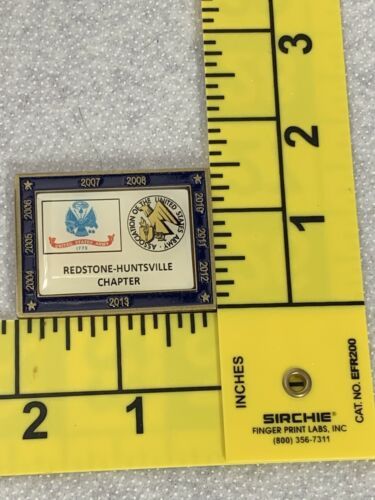 3
2
1
2007 2008
2006
2005
2004
2010
2011
2012
UNITED STATES ARMY
1775
ASSOCIATION OF THE UNITED STATES ARMY
REDSTONE-HUNTSVILLE
CHAPTER
2013
2 1
INCHES
SIRCHIE®
FINGER PRINT LABS, INC
(800) 356-7311
CAT. NO. EFR200